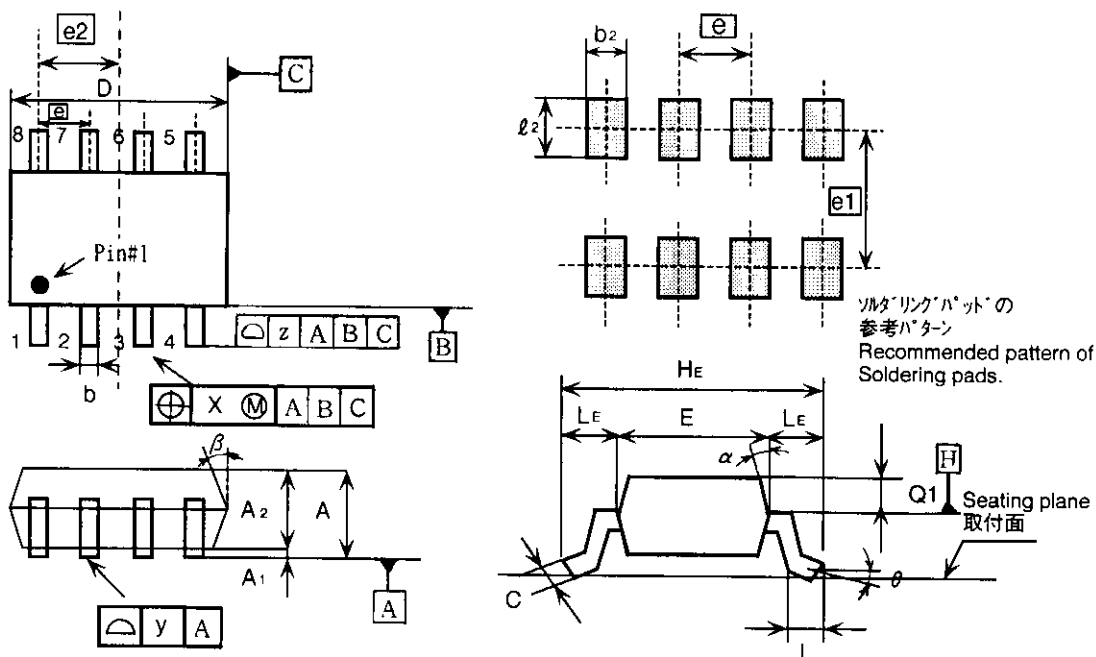 e2
D
C
e
8 7 6 5
Pin#1
1 2 3 4
b
⌓ z A B C
B
⌖ X Ⓜ A B C
b2
e
ℓ2
e1
ソルダリングパッドの
参考パターン
Recommended pattern of
Soldering pads.
β
A2
A
A1
A
⌓ y A
HE
LE
E
LE
α
H
Q1
Seating plane
取付面
C
θ
L